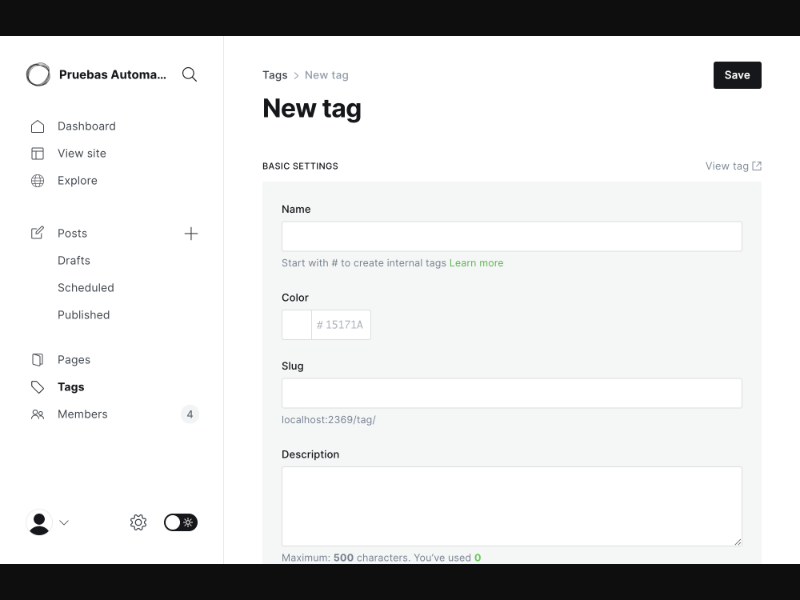 Pruebas Automa...
Dashboard
View site
Explore
Posts
Drafts
Scheduled
Published
Pages
Tags
Members 4
Tags > New tag
Save
New tag
BASIC SETTINGS
View tag
Name
Start with # to create internal tags Learn more
Color
# 15171A
Slug
localhost:2369/tag/
Description
Maximum: 500 characters. You've used 0